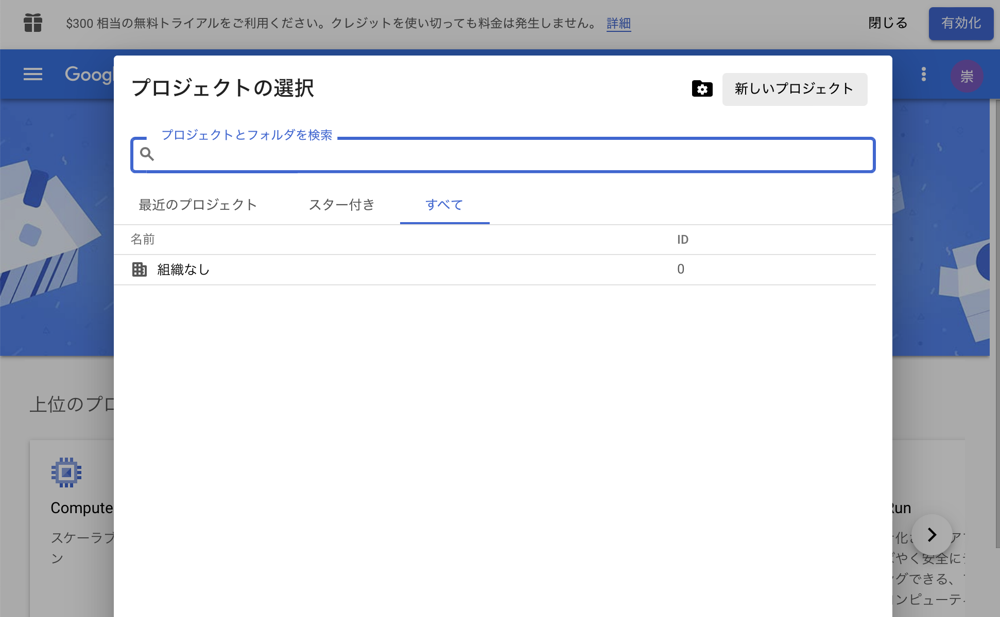 $300 相当の無料トライアルをご利用ください。クレジットを使い切っても料金は発生しません。 詳細
閉じる
有効化
Googl
崇
プロジェクトの選択
新しいプロジェクト
プロジェクトとフォルダを検索
最近のプロジェクト
スター付き
すべて
名前
ID
組織なし
0
上位のプロ
Compute
スケーラブ
ン
Run
化
やく安全に
グできる、
ンピューティ